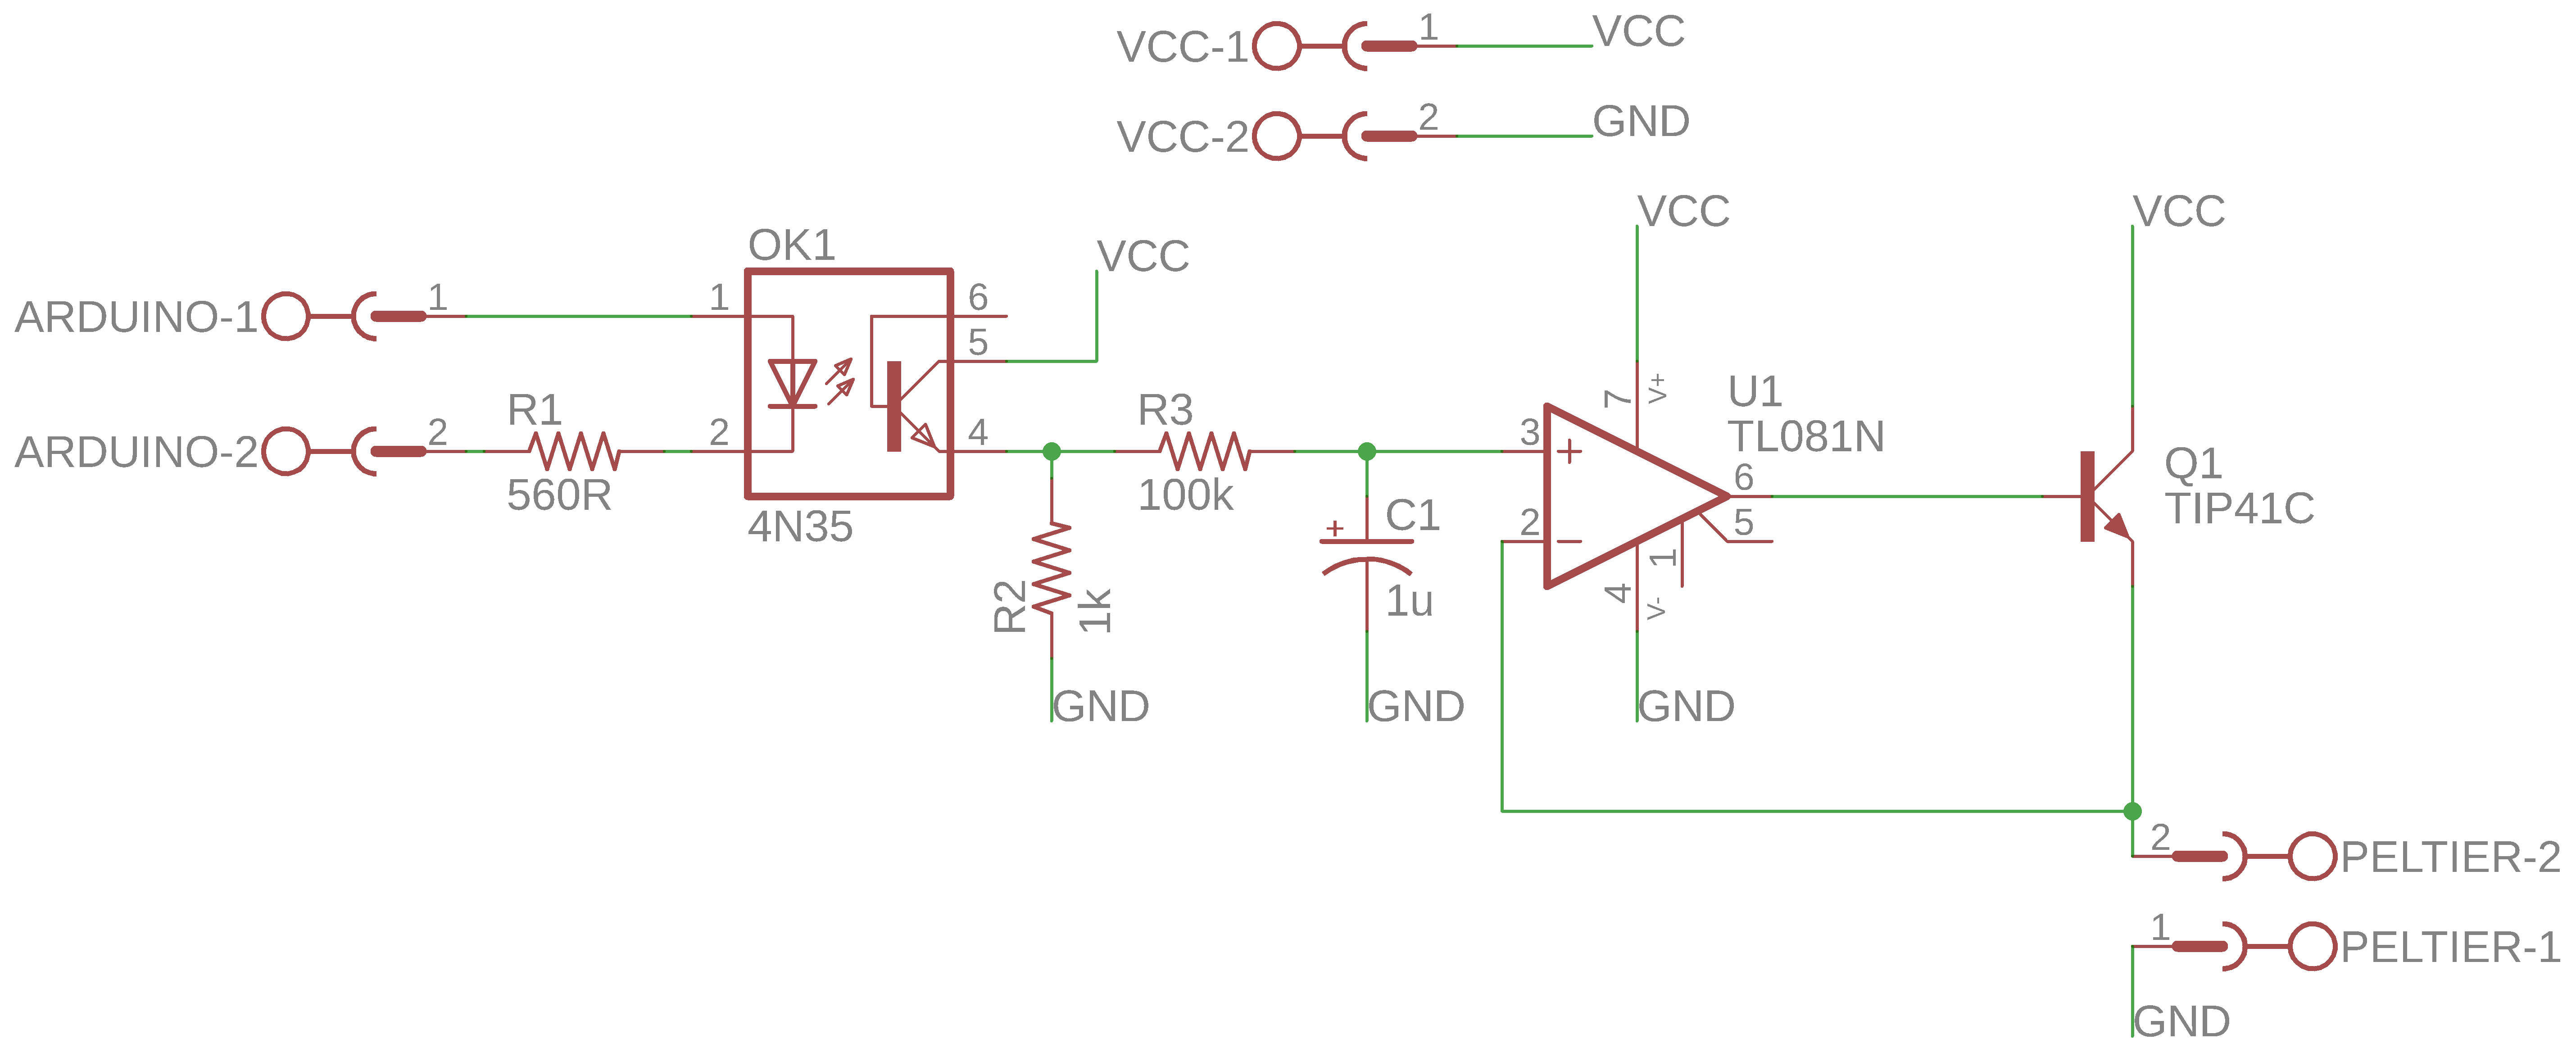 VCC-1
1
VCC
VCC-2
2
GND
VCC
VCC
OK1
VCC
ARDUINO-1
1
1
6
5
ARDUINO-2
2
R1
560R
2
4
4N35
R3
100k
R2
1k
GND
+
C1
1u
GND
3
+
2
−
7
V+
U1
TL081N
6
5
1
4
V-
GND
Q1
TIP41C
2
PELTIER-2
1
PELTIER-1
GND